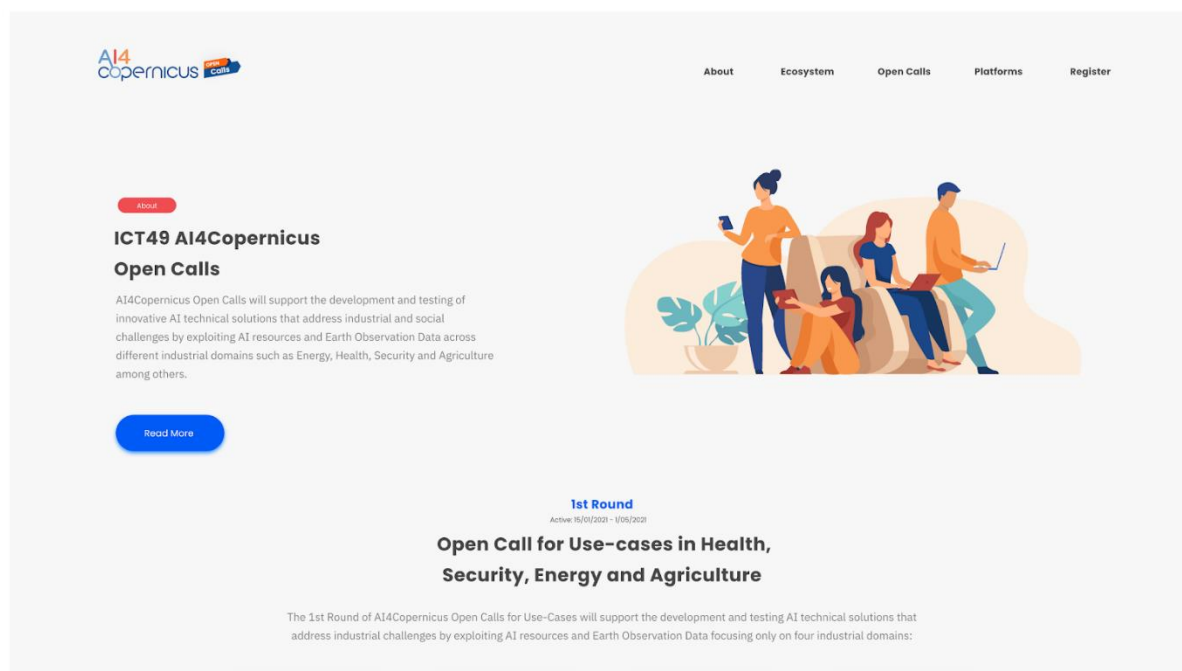 AI4
copernicus OPEN Calls
About Ecosystem Open Calls Platforms Register
About
ICT49 AI4Copernicus
Open Calls
AI4Copernicus Open Calls will support the development and testing of
innovative AI technical solutions that address industrial and social
challenges by exploiting AI resources and Earth Observation Data across
different industrial domains such as Energy, Health, Security and Agriculture
among others.
Read More
1st Round
Active: 15/01/2021 - 1/05/2021
Open Call for Use-cases in Health,
Security, Energy and Agriculture
The 1st Round of AI4Copernicus Open Calls for Use-Cases will support the development and testing AI technical solutions that
address industrial challenges by exploiting AI resources and Earth Observation Data focusing only on four industrial domains: